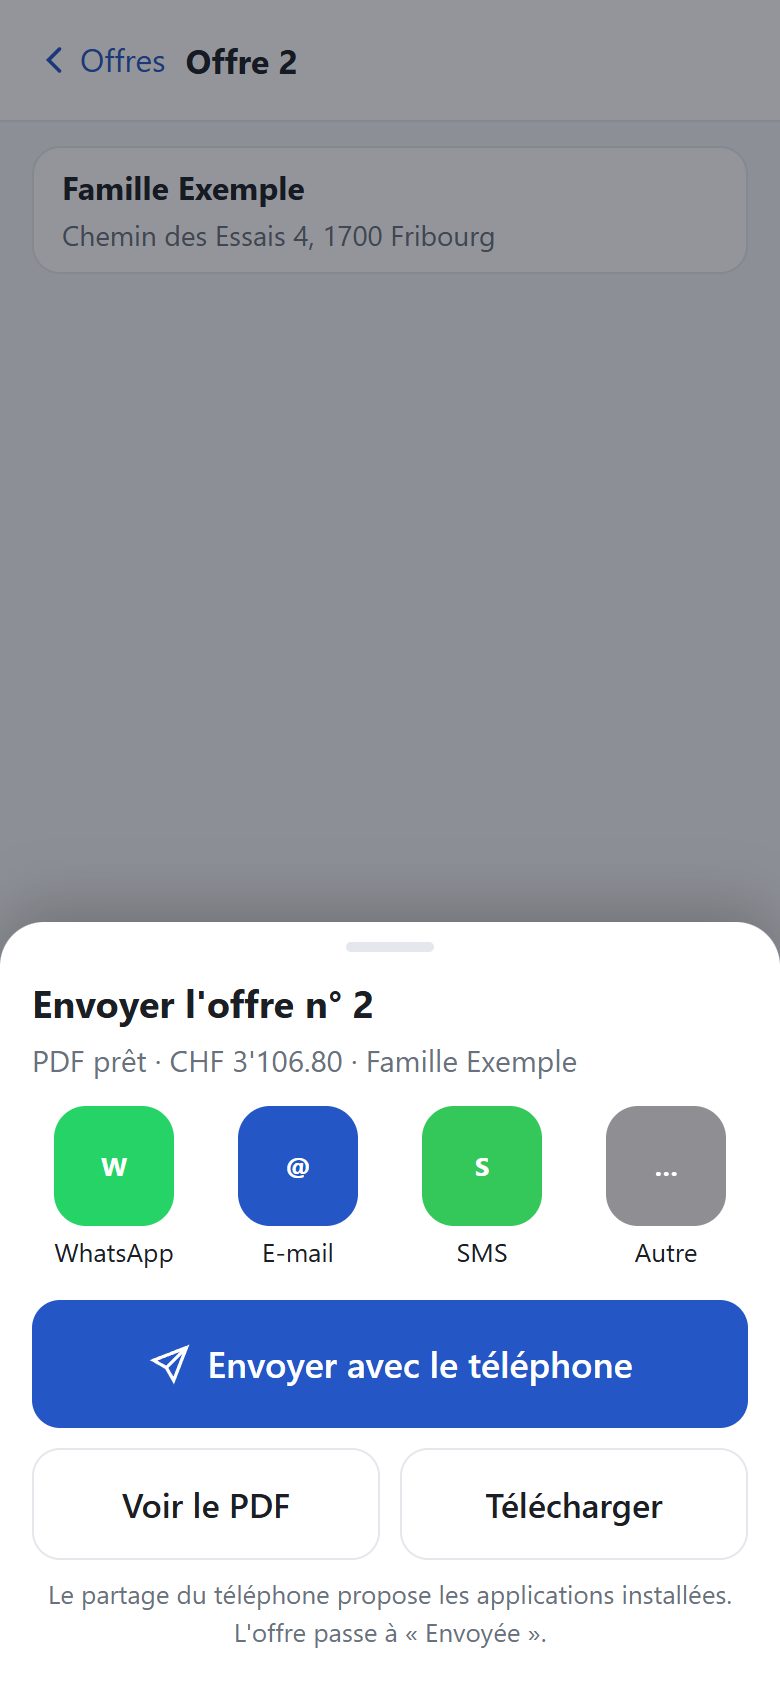 Offres Offre 2
Famille Exemple
Chemin des Essais 4, 1700 Fribourg
Envoyer l'offre n° 2
PDF prêt · CHF 3'106.80 · Famille Exemple
W @ S ...
WhatsApp E-mail SMS Autre
Envoyer avec le téléphone
Voir le PDF Télécharger
Le partage du téléphone propose les applications installées.
L'offre passe à « Envoyée ».